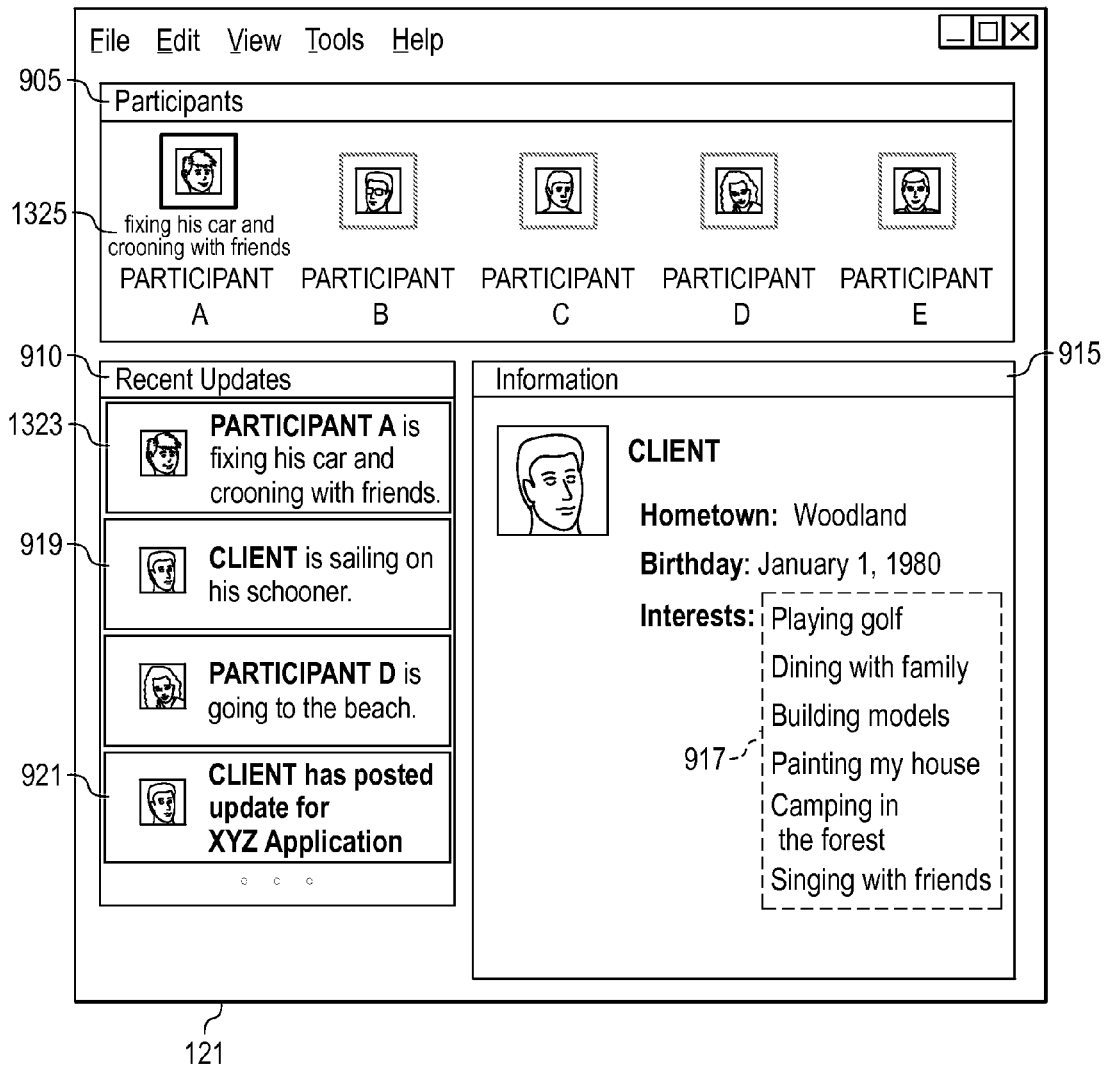 File Edit View Tools Help
905
Participants
1325
fixing his car and
crooning with friends
PARTICIPANT PARTICIPANT PARTICIPANT PARTICIPANT PARTICIPANT
A B C D E
910
Recent Updates
1323
PARTICIPANT A is
fixing his car and
crooning with friends.
919
CLIENT is sailing on
his schooner.
PARTICIPANT D is
going to the beach.
921
CLIENT has posted
update for
XYZ Application
915
Information
CLIENT
Hometown: Woodland
Birthday: January 1, 1980
Interests: Playing golf
Dining with family
Building models
917
Painting my house
Camping in
the forest
Singing with friends
121